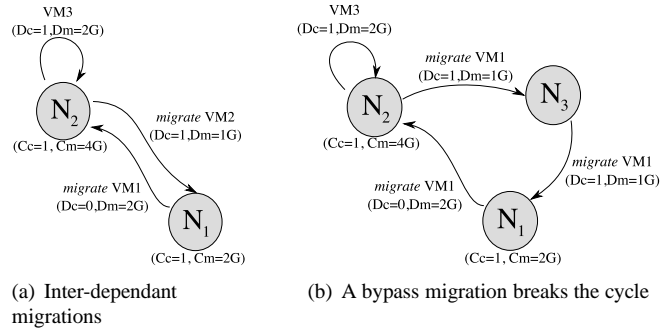 VM3
(Dc=1,Dm=2G)
N2
(Cc=1, Cm=4G)
migrate VM2
(Dc=1,Dm=1G)
migrate VM1
(Dc=0,Dm=2G)
N1
(Cc=1, Cm=2G)
(a) Inter-dependant
migrations
VM3
(Dc=1,Dm=2G)
N2
(Cc=1, Cm=4G)
migrate VM1
(Dc=1,Dm=1G)
N3
migrate VM1
(Dc=1,Dm=1G)
migrate VM1
(Dc=0,Dm=2G)
N1
(Cc=1, Cm=2G)
(b) A bypass migration breaks the cycle